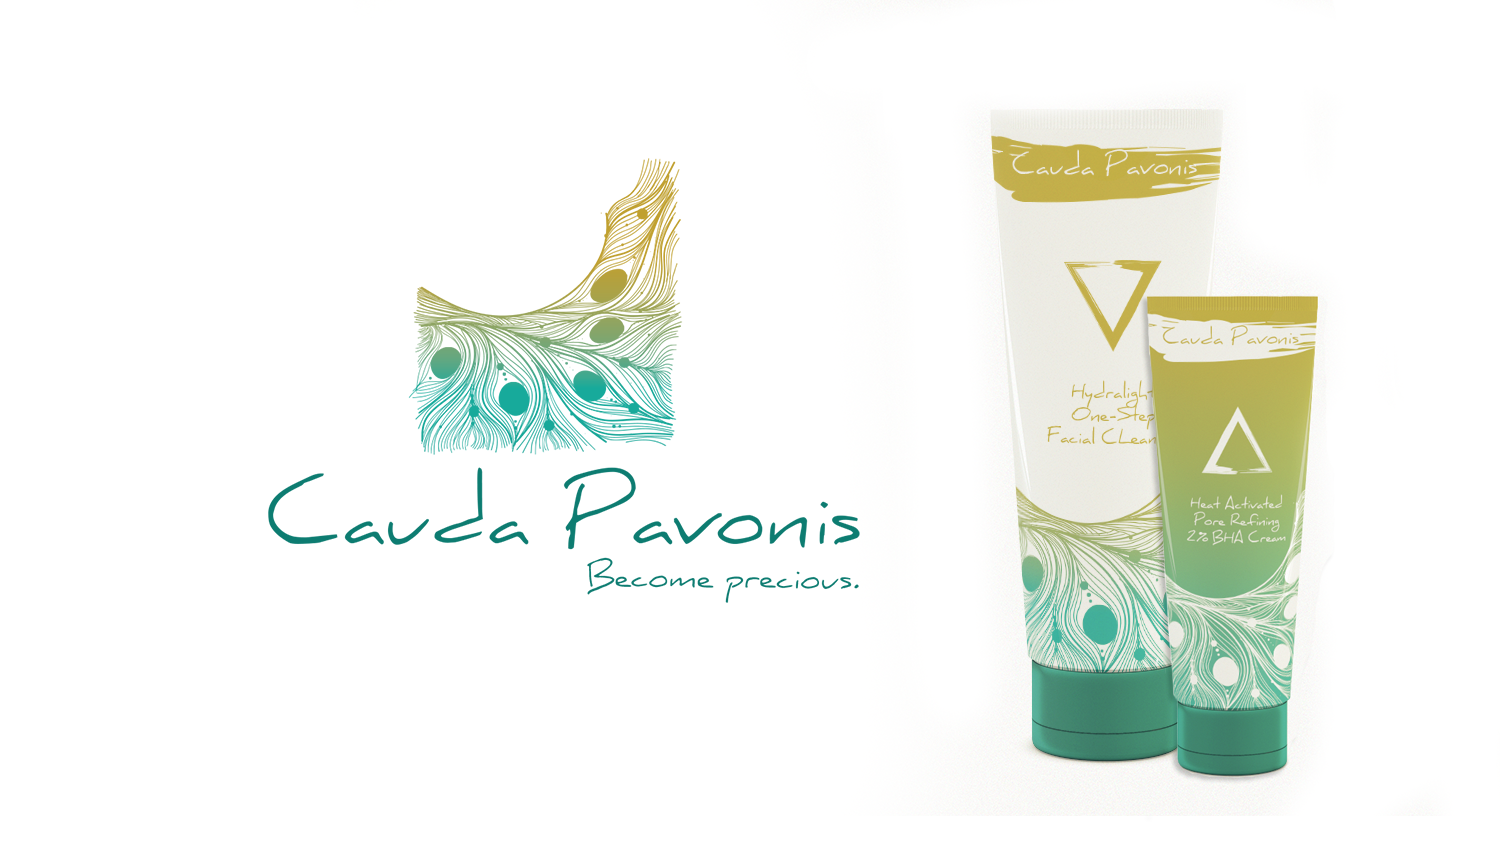 Cauda Pavonis
Become precious.
Cauda Pavonis
Hydraligh
One-Step
Facial CLean
Cauda Pavonis
Heat Activated
Pore Refining
2% BHA Cream